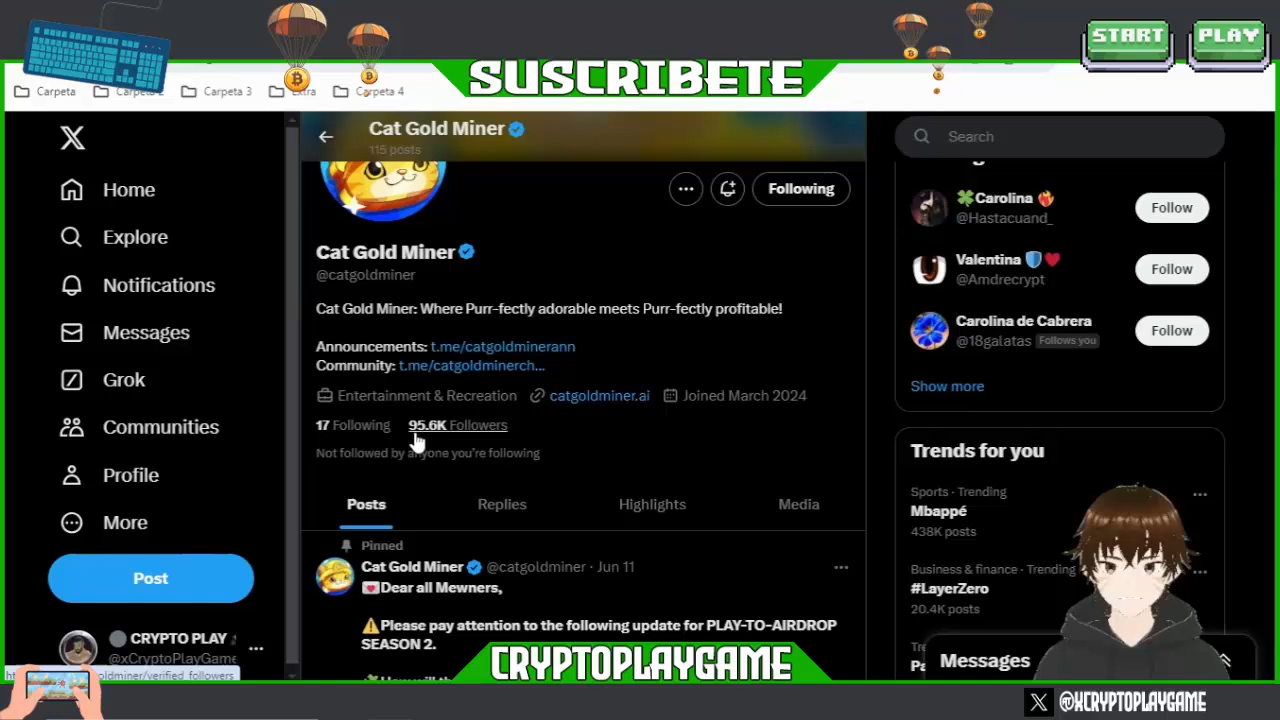 START PLAY
SUSCRIBETE
Carpeta Carpeta 2 Carpeta 3 Extra Carpeta 4
Cat Gold Miner
115 posts
Search
Home
Explore
Notifications
Messages
Grok
Communities
Profile
More
Post
CRYPTO PLAY
@xCryptoPlayGame
Following
Cat Gold Miner
@catgoldminer
Cat Gold Miner: Where Purr-fectly adorable meets Purr-fectly profitable!
Announcements: t.me/catgoldminerann
Community: t.me/catgoldminerch...
Entertainment & Recreation catgoldminer.ai Joined March 2024
17 Following 95.6K Followers
Not followed by anyone you're following
Posts Replies Highlights Media
Pinned
Cat Gold Miner @catgoldminer · Jun 11
Dear all Mewners,
Please pay attention to the following update for PLAY-TO-AIRDROP
SEASON 2.
Carolina
@Hastacuand_
Follow
Valentina
@Amdrecrypt
Follow
Carolina de Cabrera
@18galatas Follows you
Follow
Show more
Trends for you
Sports · Trending
Mbappé
438K posts
Business & finance · Trending
#LayerZero
20.4K posts
Messages
CRYPTOPLAYGAME
X @XCRYPTOPLAYGAME